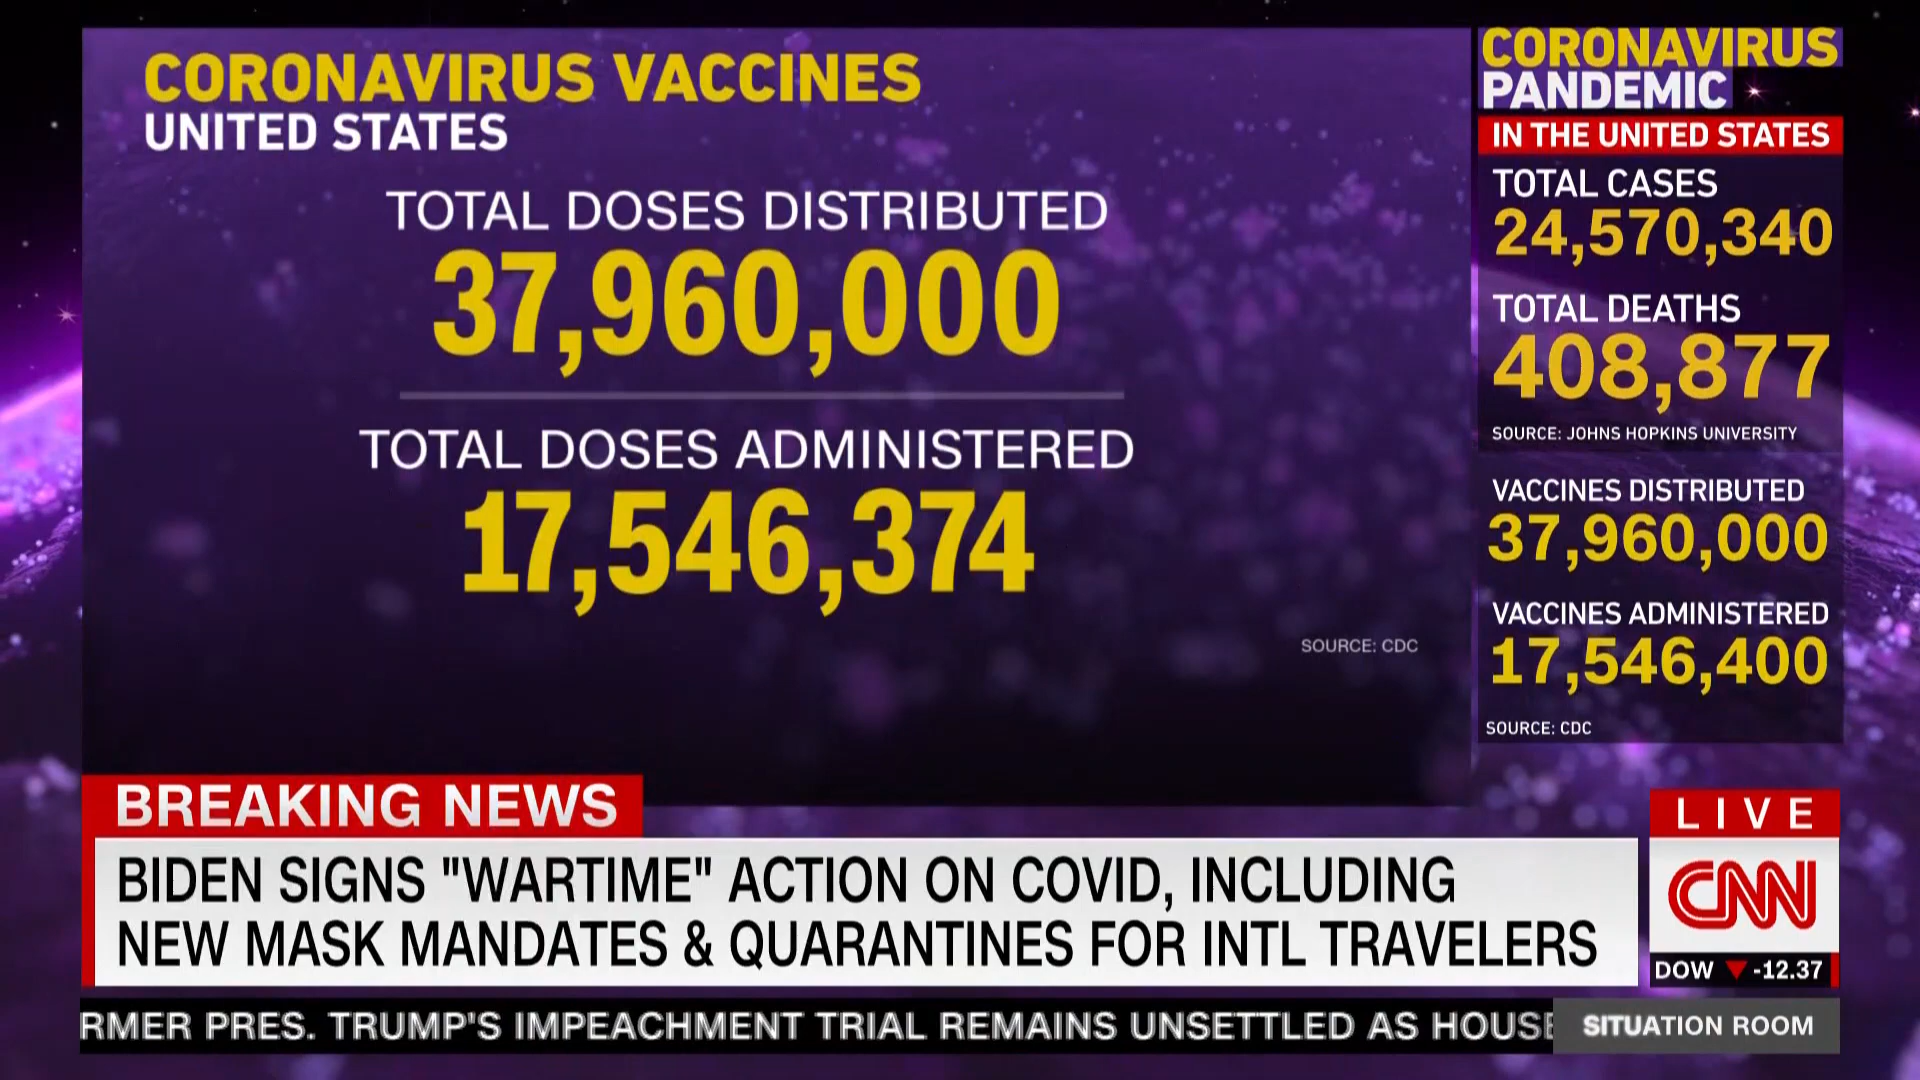 CORONAVIRUS VACCINES
UNITED STATES
TOTAL DOSES DISTRIBUTED
37,960,000
TOTAL DOSES ADMINISTERED
17,546,374
SOURCE: CDC
CORONAVIRUS
PANDEMIC
IN THE UNITED STATES
TOTAL CASES
24,570,340
TOTAL DEATHS
408,877
SOURCE: JOHNS HOPKINS UNIVERSITY
VACCINES DISTRIBUTED
37,960,000
VACCINES ADMINISTERED
17,546,400
SOURCE: CDC
BREAKING NEWS
BIDEN SIGNS "WARTIME" ACTION ON COVID, INCLUDING
NEW MASK MANDATES & QUARANTINES FOR INTL TRAVELERS
LIVE
CNN
DOW ▼ -12.37
RMER PRES. TRUMP'S IMPEACHMENT TRIAL REMAINS UNSETTLED AS HOUSE
SITUATION ROOM